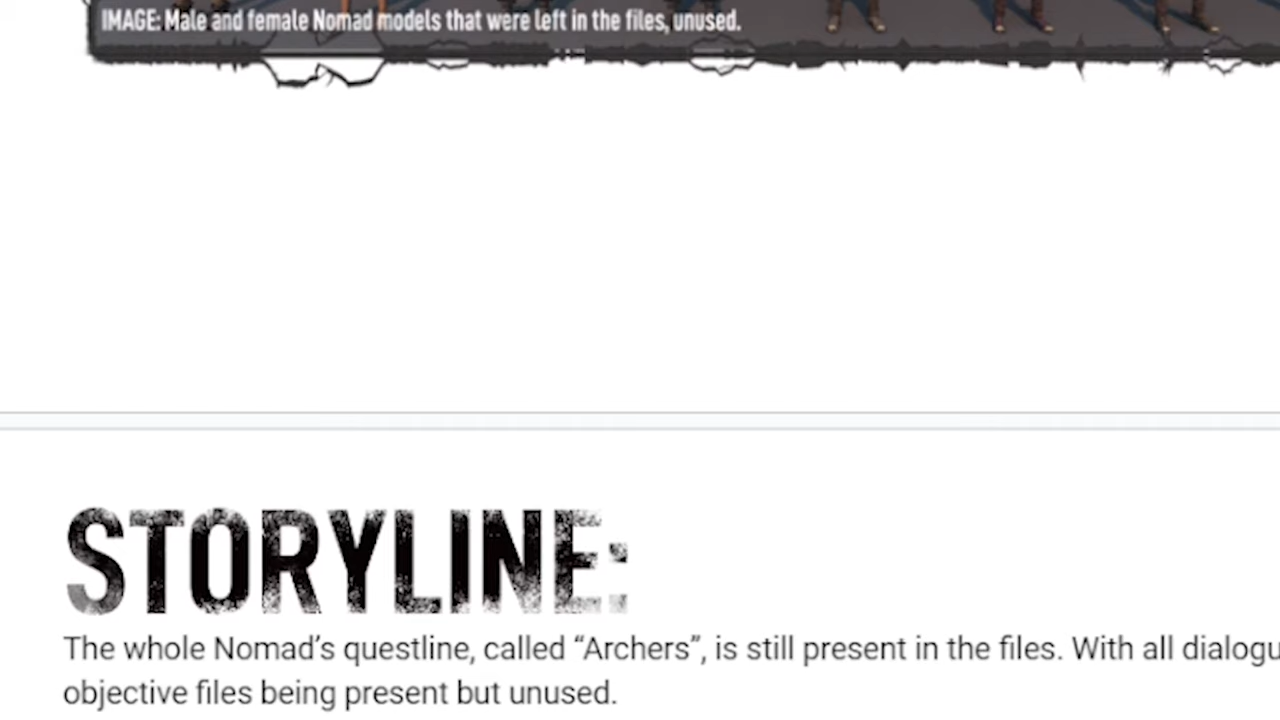 IMAGE: Male and female Nomad models that were left in the files, unused.
STORYLINE:
The whole Nomad’s questline, called “Archers”, is still present in the files. With all
objective files being present but unused.